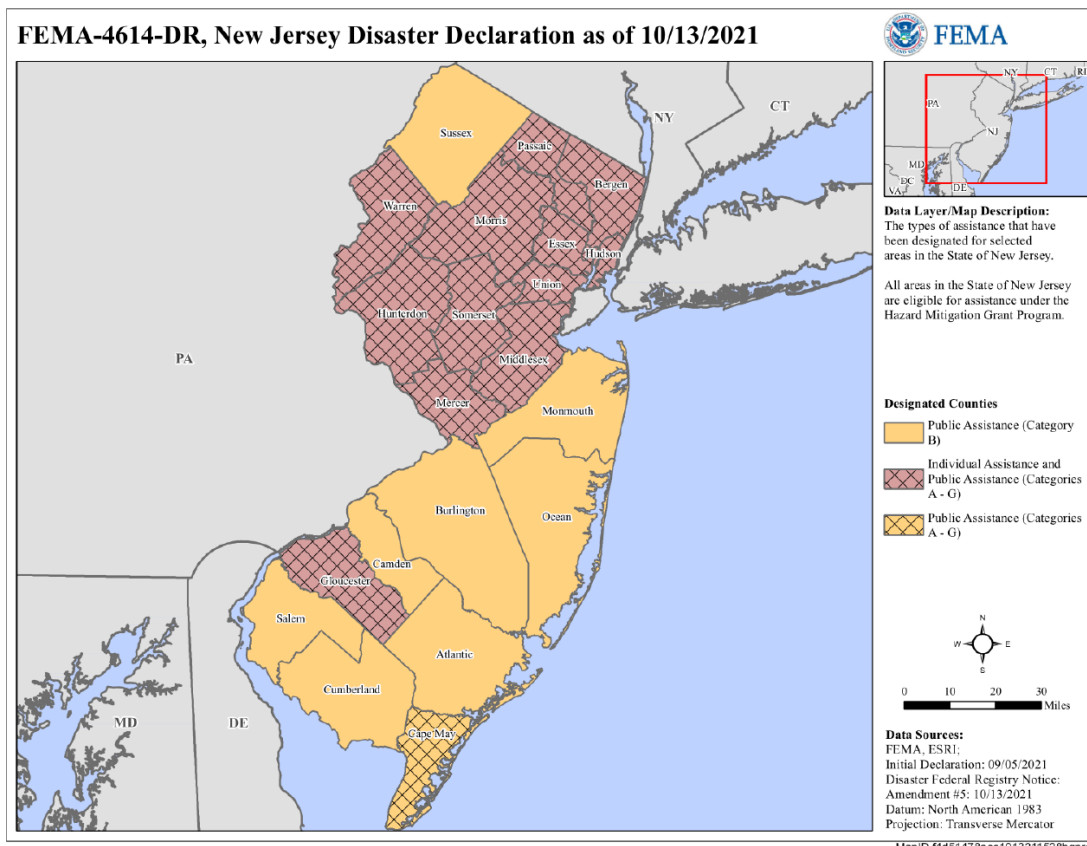 FEMA-4614-DR, New Jersey Disaster Declaration as of 10/13/2021
FEMA
NY
CT
RI
PA
NJ
MD
DC
VA
DE
Sussex
Passaic
NY
CT
Bergen
Warren
Morris
Essex
Hudson
Union
Hunterdon
Somerset
PA
Middlesex
Mercer
Monmouth
Burlington
Ocean
Camden
Gloucester
Salem
Atlantic
Cumberland
MD
DE
Cape May
Data Layer/Map Description:
The types of assistance that have
been designated for selected
areas in the State of New Jersey.
All areas in the State of New Jersey
are eligible for assistance under the
Hazard Mitigation Grant Program.
Designated Counties
Public Assistance (Category
B)
Individual Assistance and
Public Assistance (Categories
A - G)
Public Assistance (Categories
A - G)
N
W E
S
0 10 20 30
Miles
Data Sources:
FEMA, ESRI;
Initial Declaration: 09/05/2021
Disaster Federal Registry Notice:
Amendment #5: 10/13/2021
Datum: North American 1983
Projection: Transverse Mercator